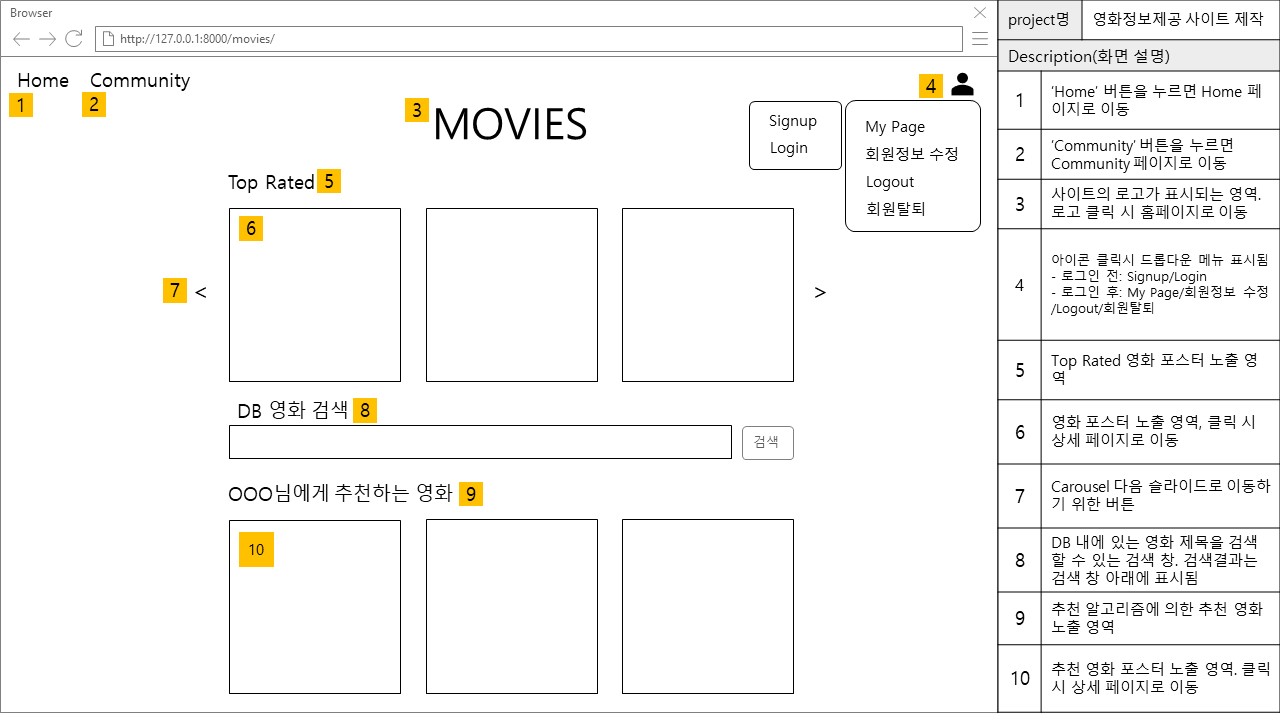 Browser
http://127.0.0.1:8000/movies/
Home
Community
1
2
3
MOVIES
4
Signup
Login
My Page
회원정보 수정
Logout
회원탈퇴
Top Rated
5
6
7
<
>
DB 영화 검색
8
검색
OOO님에게 추천하는 영화
9
10
project명
영화정보제공 사이트 제작
Description(화면 설명)
1
'Home' 버튼을 누르면 Home 페
이지로 이동
2
'Community' 버튼을 누르면
Community 페이지로 이동
3
사이트의 로고가 표시되는 영역.
로고 클릭 시 홈페이지로 이동
4
아이콘 클릭시 드롭다운 메뉴 표시됨
- 로그인 전: Signup/Login
- 로그인 후: My Page/회원정보 수정
/Logout/회원탈퇴
5
Top Rated 영화 포스터 노출 영
역
6
영화 포스터 노출 영역, 클릭 시
상세 페이지로 이동
7
Carousel 다음 슬라이드로 이동하
기 위한 버튼
8
DB 내에 있는 영화 제목을 검색
할 수 있는 검색 창. 검색결과는
검색 창 아래에 표시됨
9
추천 알고리즘에 의한 추천 영화
노출 영역
10
추천 영화 포스터 노출 영역. 클릭
시 상세 페이지로 이동